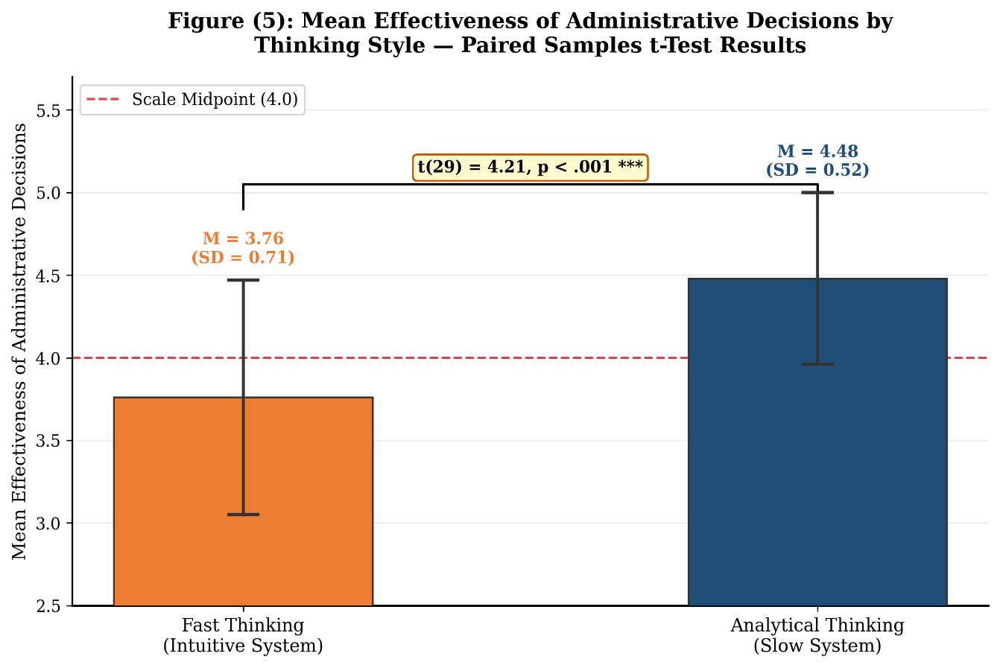 Figure (5): Mean Effectiveness of Administrative Decisions by
Thinking Style — Paired Samples t-Test Results
Scale Midpoint (4.0)
Mean Effectiveness of Administrative Decisions
5.5
5.0
4.5
4.0
3.5
3.0
2.5
t(29) = 4.21, p < .001 ***
M = 3.76
(SD = 0.71)
M = 4.48
(SD = 0.52)
Fast Thinking
(Intuitive System)
Analytical Thinking
(Slow System)